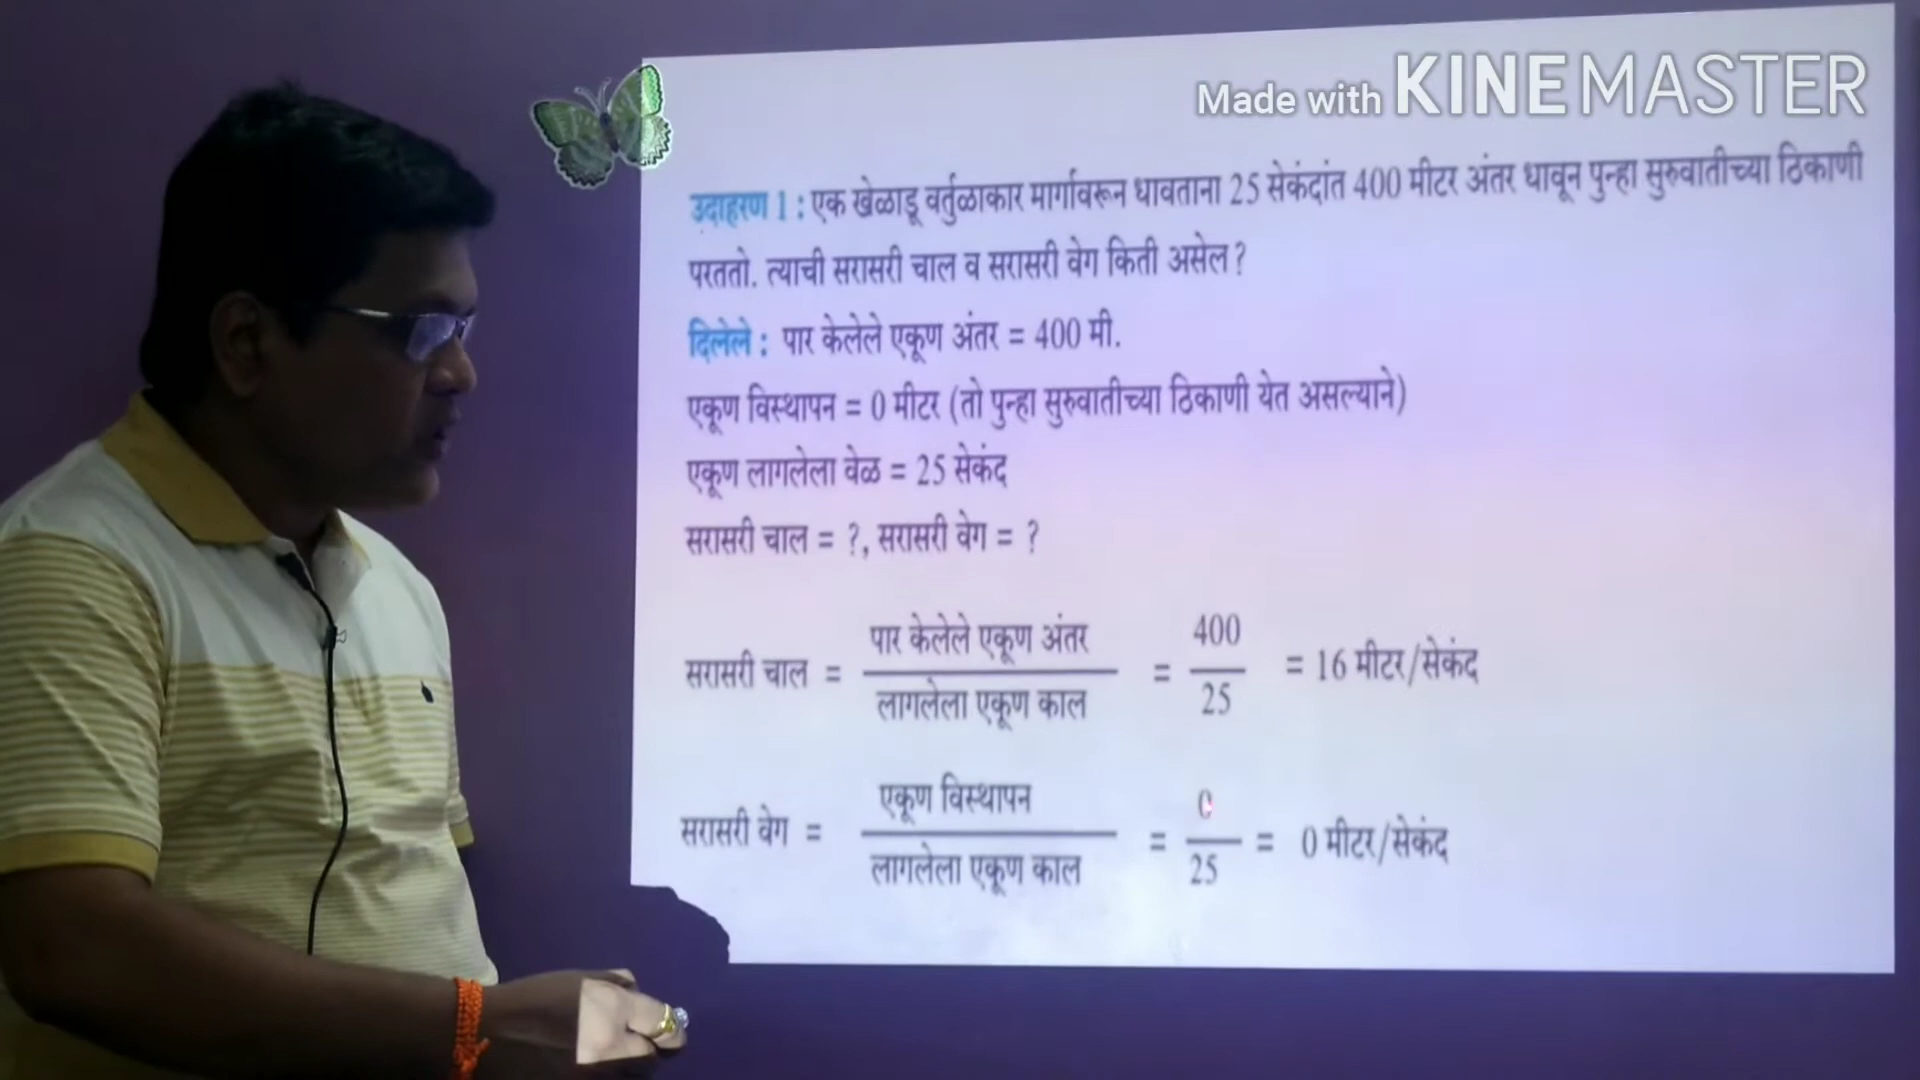 Made with KINEMASTER
उदाहरण 1 : एक खेळाडू वर्तुळाकार मार्गावरून धावताना 25 सेकंदांत 400 मीटर अंतर धावून पुन्हा सुरुवातीच्या ठिकाणी
परततो. त्याची सरासरी चाल व सरासरी वेग किती असेल ?
दिलेले : पार केलेले एकूण अंतर = 400 मी.
एकूण विस्थापन = 0 मीटर (तो पुन्हा सुरुवातीच्या ठिकाणी येत असल्याने)
एकूण लागलेला वेळ = 25 सेकंद
सरासरी चाल = ?, सरासरी वेग = ?
सरासरी चाल = पार केलेले एकूण अंतर / लागलेला एकूण काल = 400 / 25 = 16 मीटर/सेकंद
सरासरी वेग = एकूण विस्थापन / लागलेला एकूण काल = 0 / 25 = 0 मीटर/सेकंद